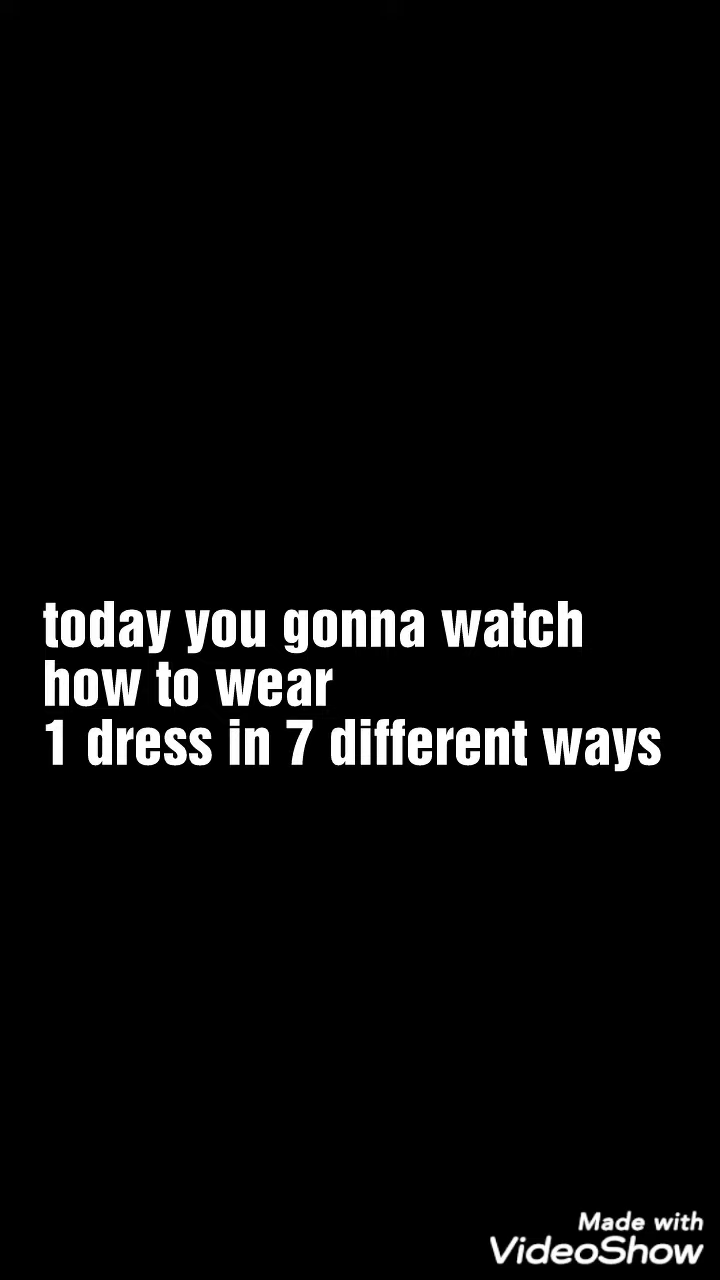 today you gonna watch
how to wear
1 dress in 7 different ways
Made with
VideoShow